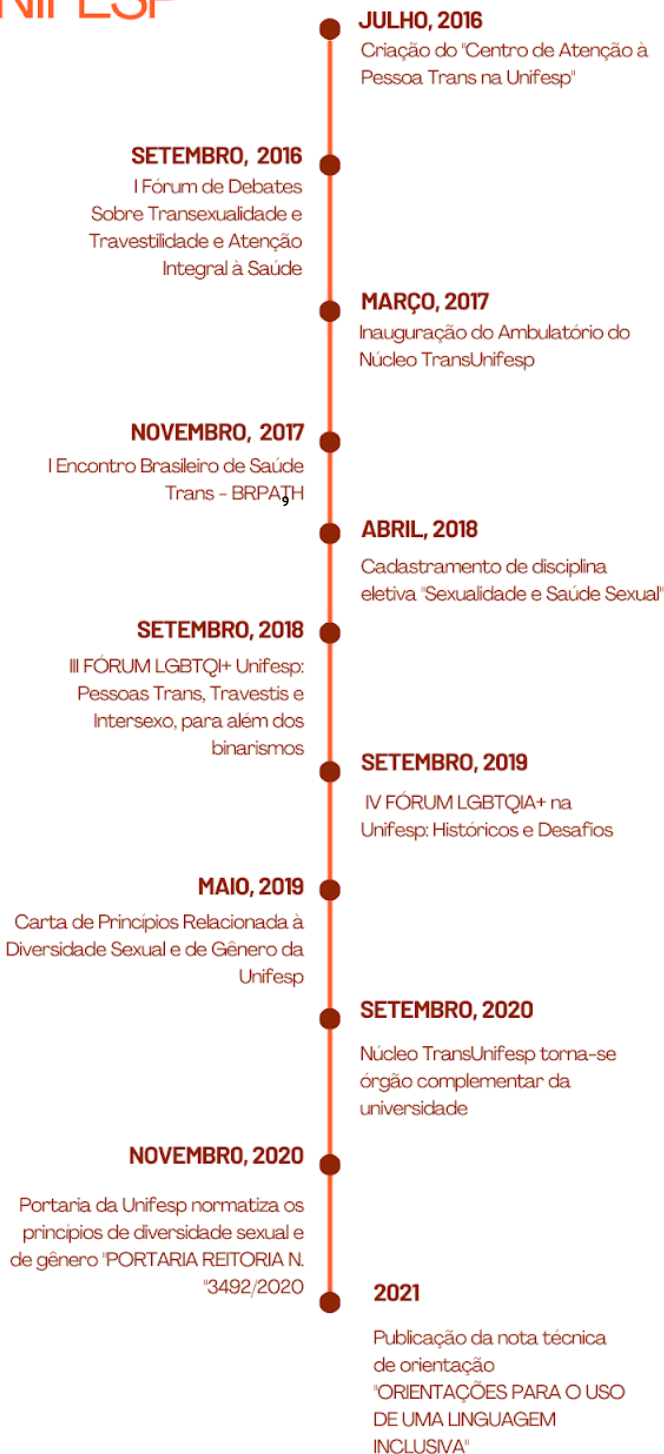 NIFESP
JULHO, 2016
Criação do "Centro de Atenção à
Pessoa Trans na Unifesp"
SETEMBRO, 2016
I Fórum de Debates
Sobre Transexualidade e
Travestilidade e Atenção
Integral à Saúde
MARÇO, 2017
Inauguração do Ambulatório do
Núcleo TransUnifesp
NOVEMBRO, 2017
I Encontro Brasileiro de Saúde
Trans - BRPATH
9
ABRIL, 2018
Cadastramento de disciplina
eletiva "Sexualidade e Saúde Sexual"
SETEMBRO, 2018
III FÓRUM LGBTQI+ Unifesp:
Pessoas Trans, Travestis e
Intersexo, para além dos
binarismos
SETEMBRO, 2019
IV FÓRUM LGBTQIA+ na
Unifesp: Históricos e Desafios
MAIO, 2019
Carta de Princípios Relacionada à
Diversidade Sexual e de Gênero da
Unifesp
SETEMBRO, 2020
Núcleo TransUnifesp torna-se
órgão complementar da
universidade
NOVEMBRO, 2020
Portaria da Unifesp normatiza os
princípios de diversidade sexual e
de gênero "PORTARIA REITORIA N.
"3492/2020
2021
Publicação da nota técnica
de orientação
"ORIENTAÇÕES PARA O USO
DE UMA LINGUAGEM
INCLUSIVA"